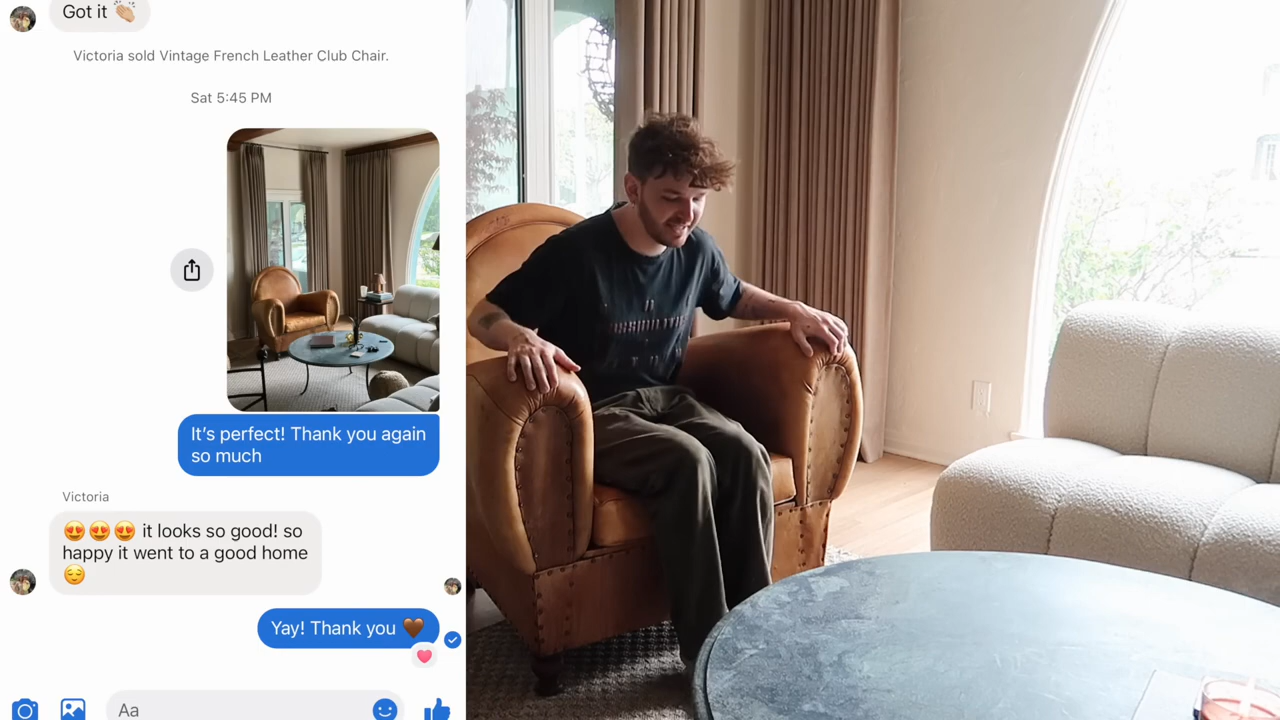 Got it 👏🏼
Victoria sold Vintage French Leather Club Chair.
Sat 5:45 PM
It's perfect! Thank you again
so much
Victoria
😍😍😍 it looks so good! so
happy it went to a good home
😌
Yay! Thank you 🤎
Aa